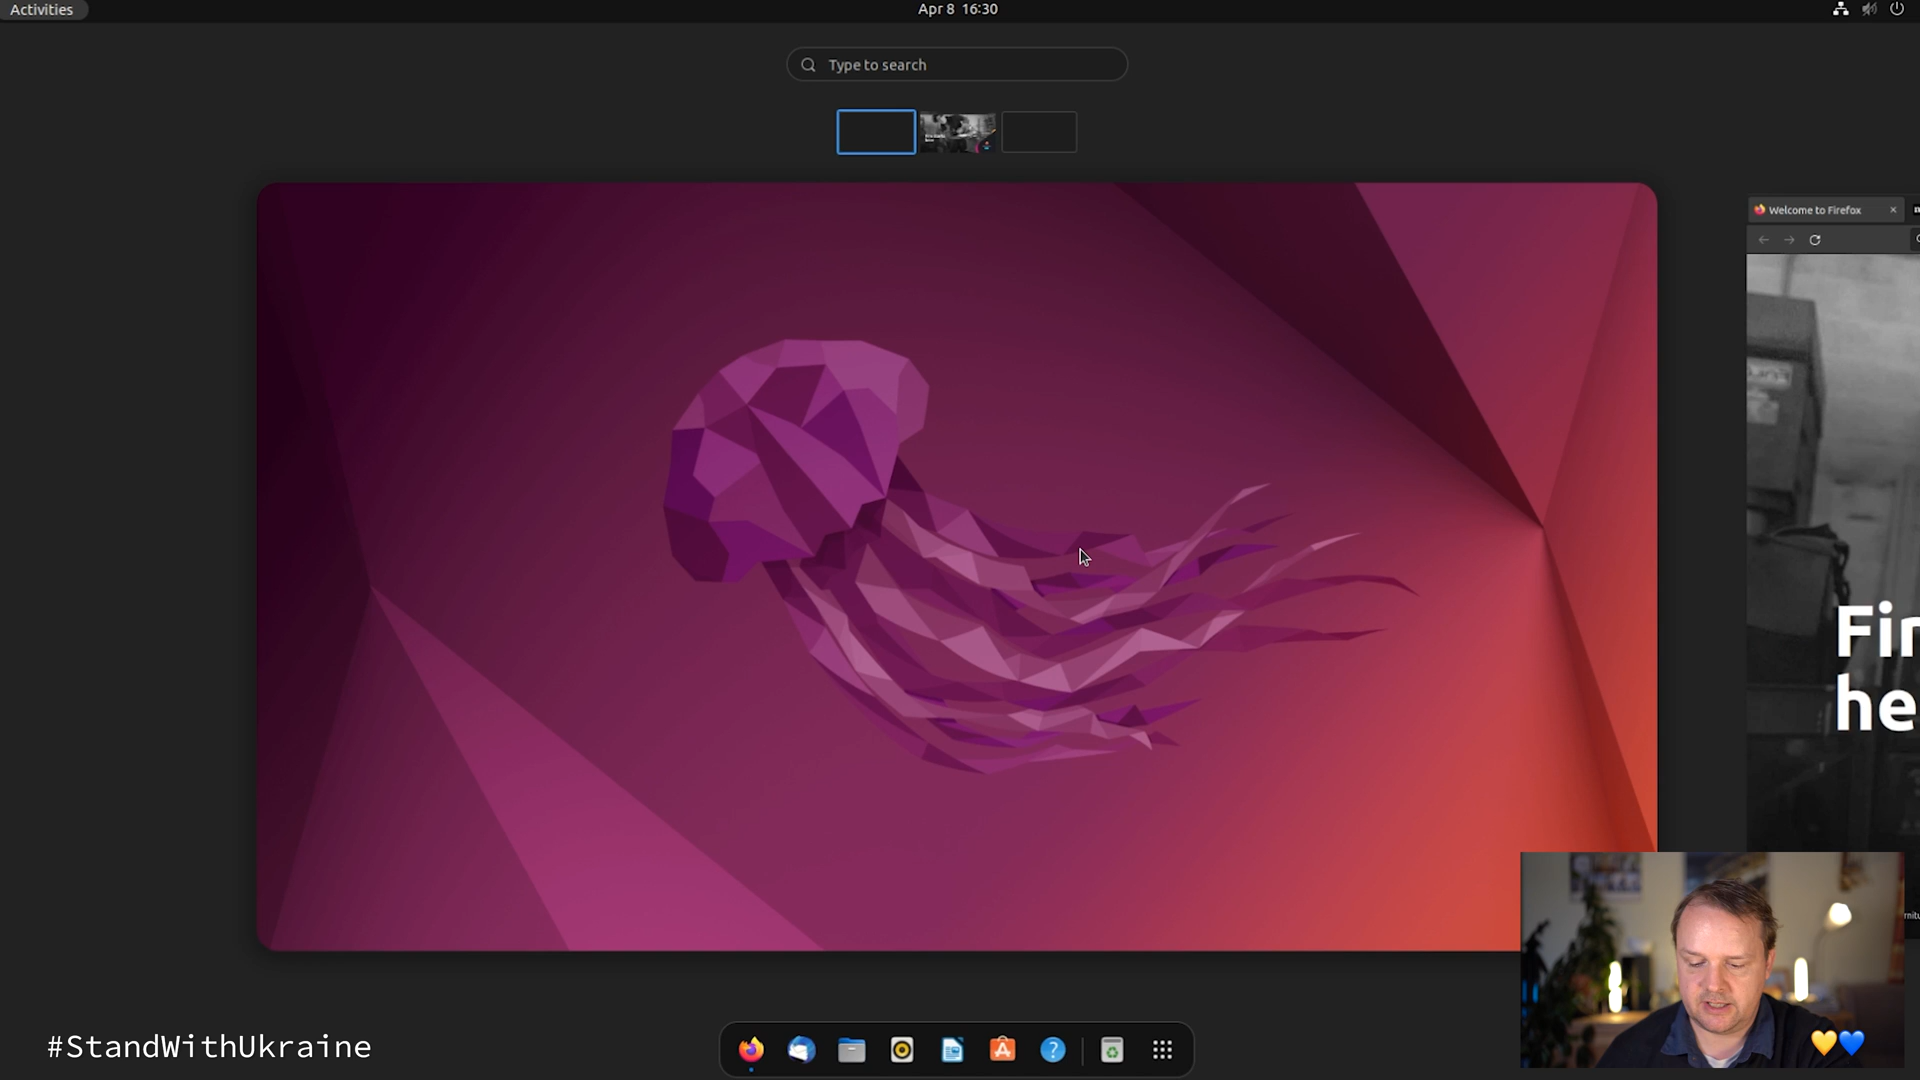 Activities
Apr 8 16:30
Type to search
Welcome to Firefox
Fir
he
#StandWithUkraine